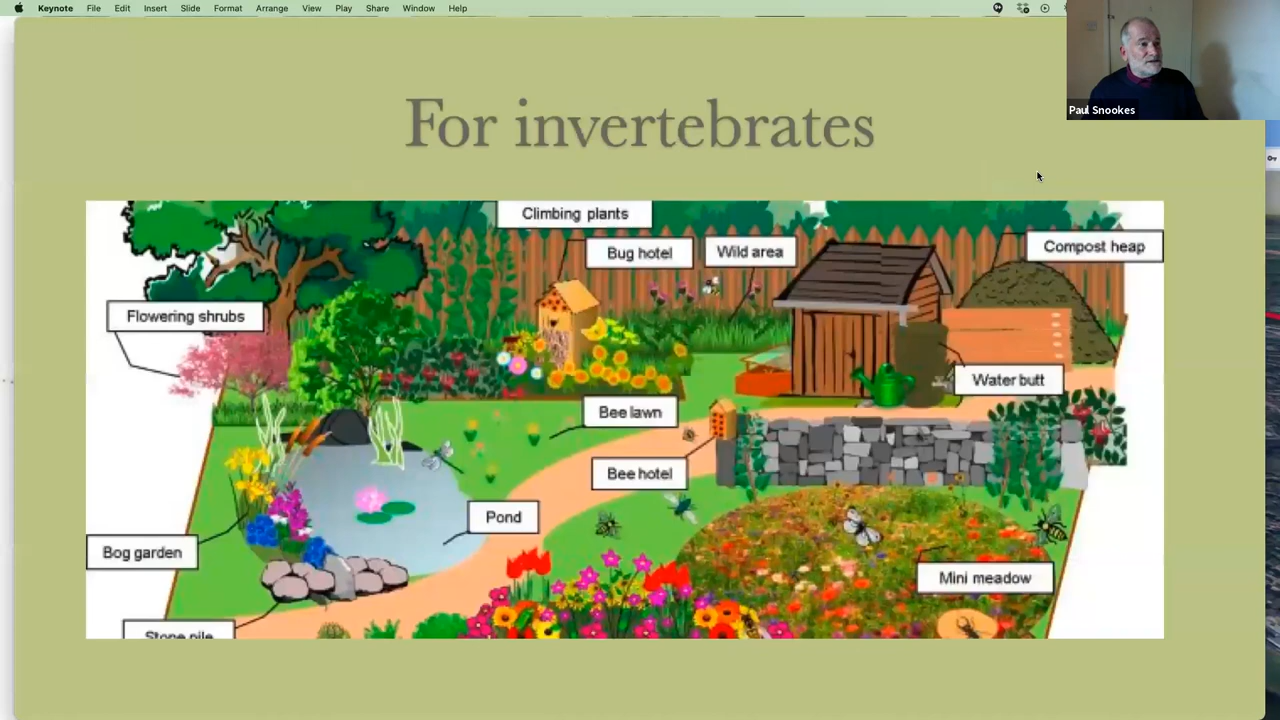 Keynote File Edit Insert Slide Format Arrange View Play Share Window Help
Paul Snookes
For invertebrates
Climbing plants
Bug hotel
Wild area
Compost heap
Flowering shrubs
Water butt
Bee lawn
Bee hotel
Pond
Bog garden
Mini meadow
Stone pile